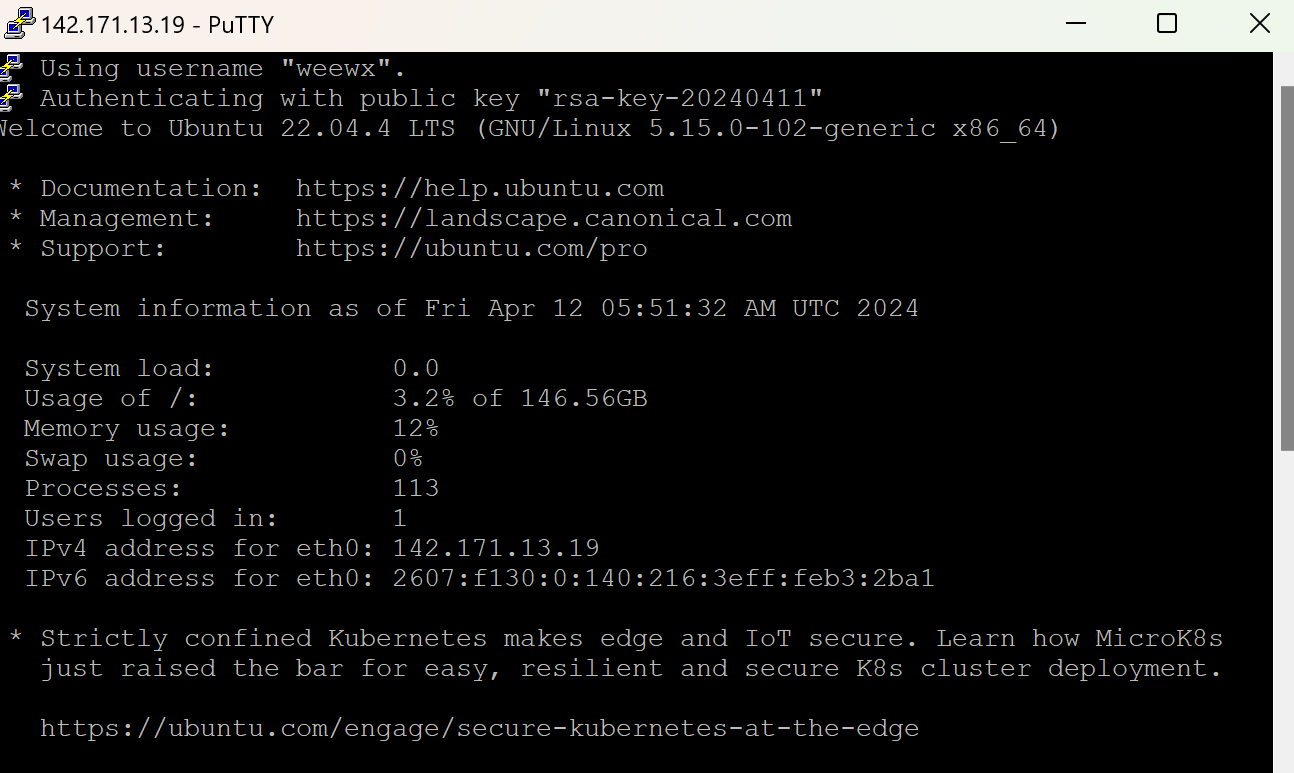 142.171.13.19 - PuTTY
Using username "weewx".
Authenticating with public key "rsa-key-20240411"
Welcome to Ubuntu 22.04.4 LTS (GNU/Linux 5.15.0-102-generic x86_64)
* Documentation:  https://help.ubuntu.com
* Management:     https://landscape.canonical.com
* Support:        https://ubuntu.com/pro
System information as of Fri Apr 12 05:51:32 AM UTC 2024
System load:           0.0
Usage of /:            3.2% of 146.56GB
Memory usage:          12%
Swap usage:            0%
Processes:             113
Users logged in:       1
IPv4 address for eth0: 142.171.13.19
IPv6 address for eth0: 2607:f130:0:140:216:3eff:feb3:2ba1
* Strictly confined Kubernetes makes edge and IoT secure. Learn how MicroK8s
just raised the bar for easy, resilient and secure K8s cluster deployment.
https://ubuntu.com/engage/secure-kubernetes-at-the-edge